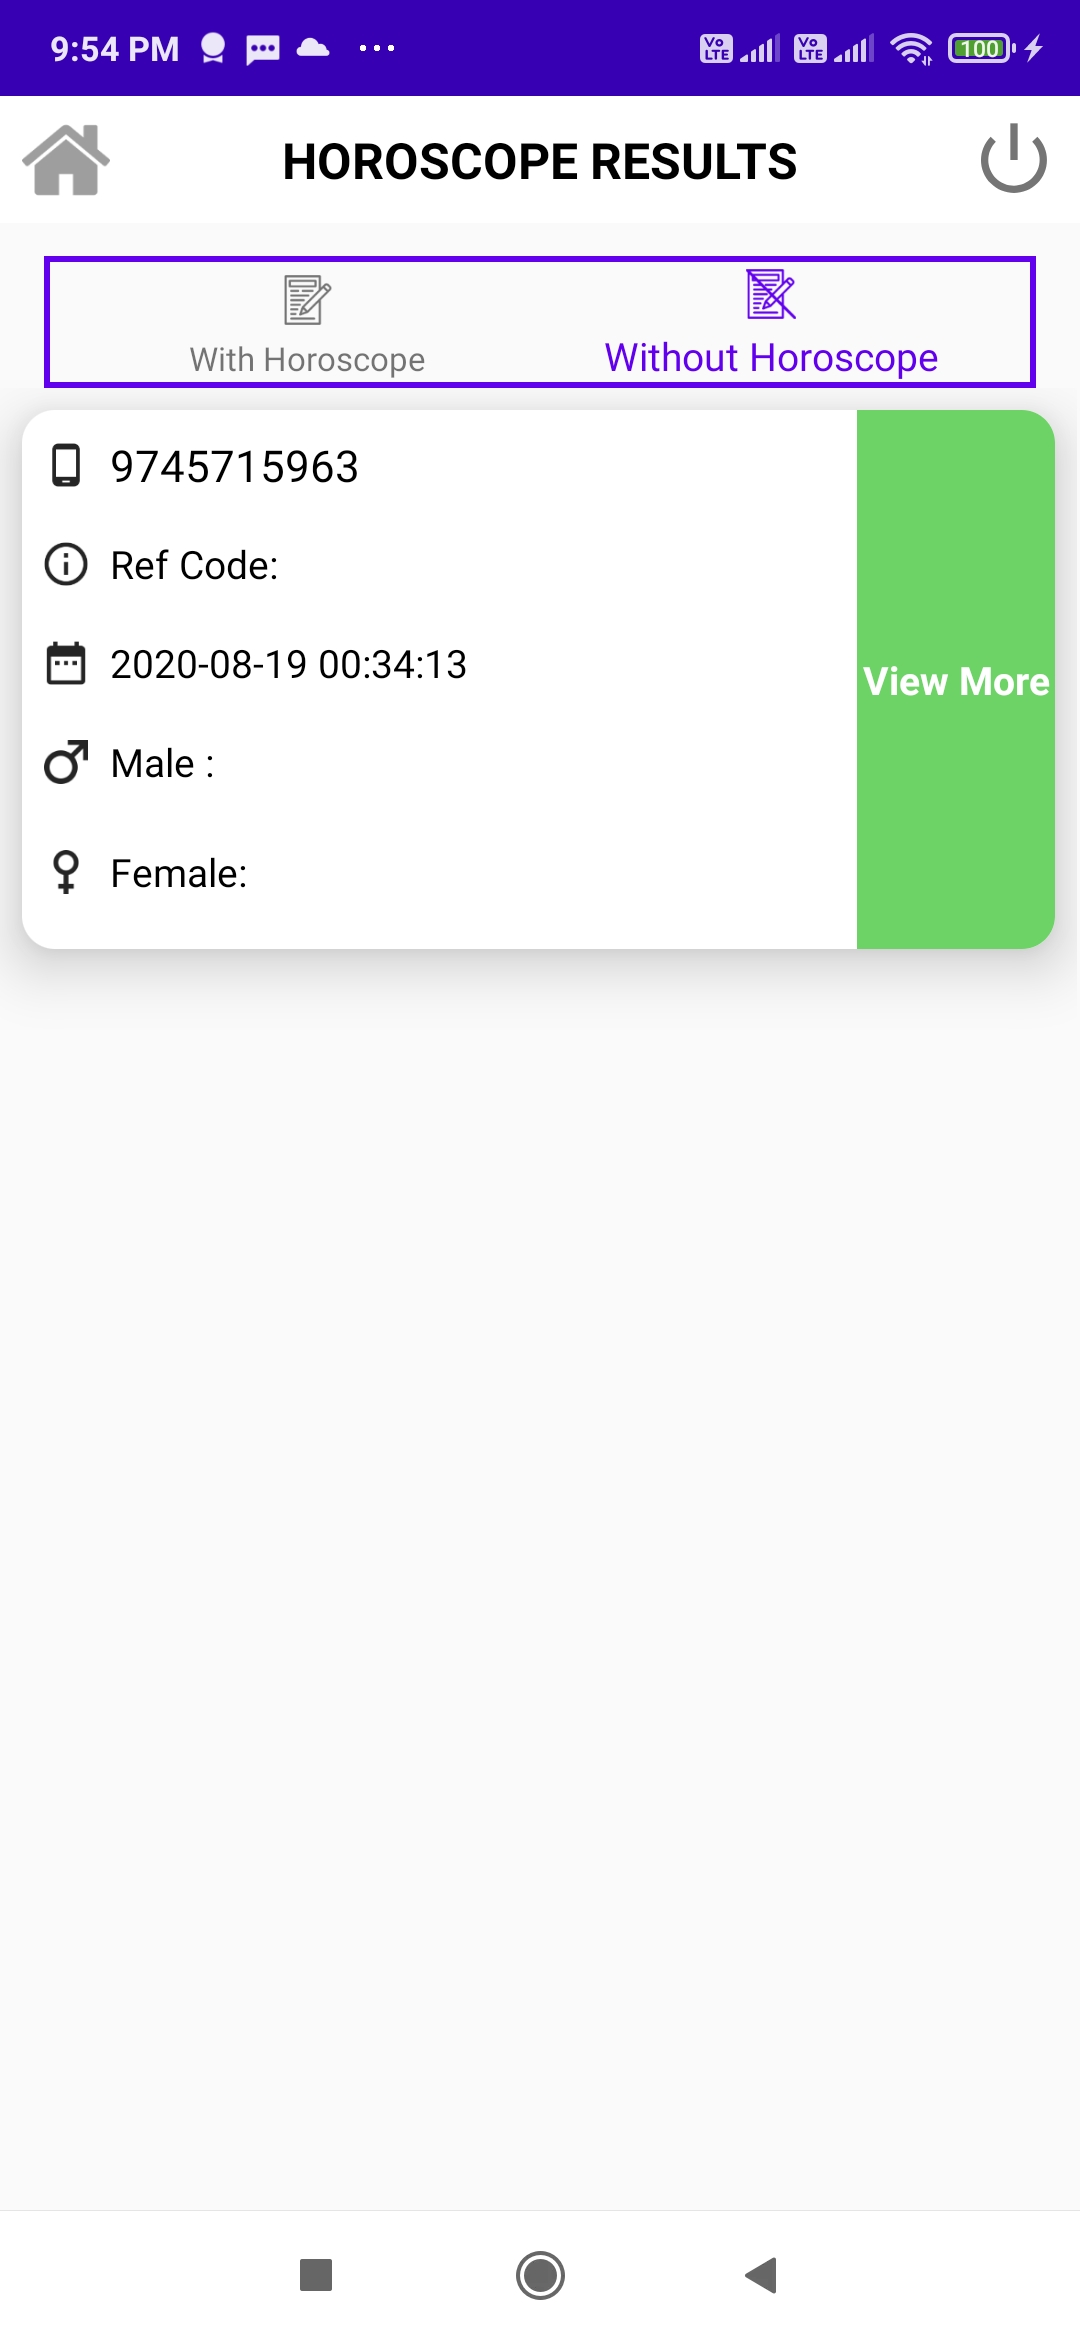 9:54 PM
Vo LTE Vo LTE 100
HOROSCOPE RESULTS
With Horoscope
Without Horoscope
9745715963
Ref Code:
2020-08-19 00:34:13
View More
Male :
Female: